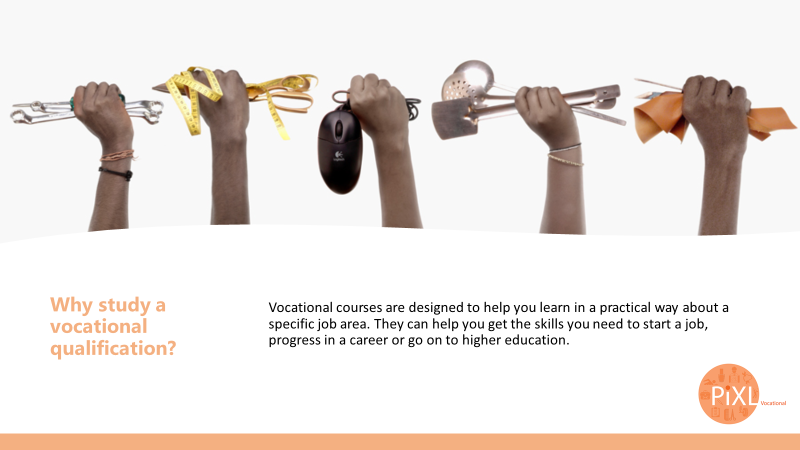 Why study a
vocational
qualification?
Vocational courses are designed to help you learn in a practical way about a
specific job area. They can help you get the skills you need to start a job,
progress in a career or go on to higher education.
PiXL Vocational